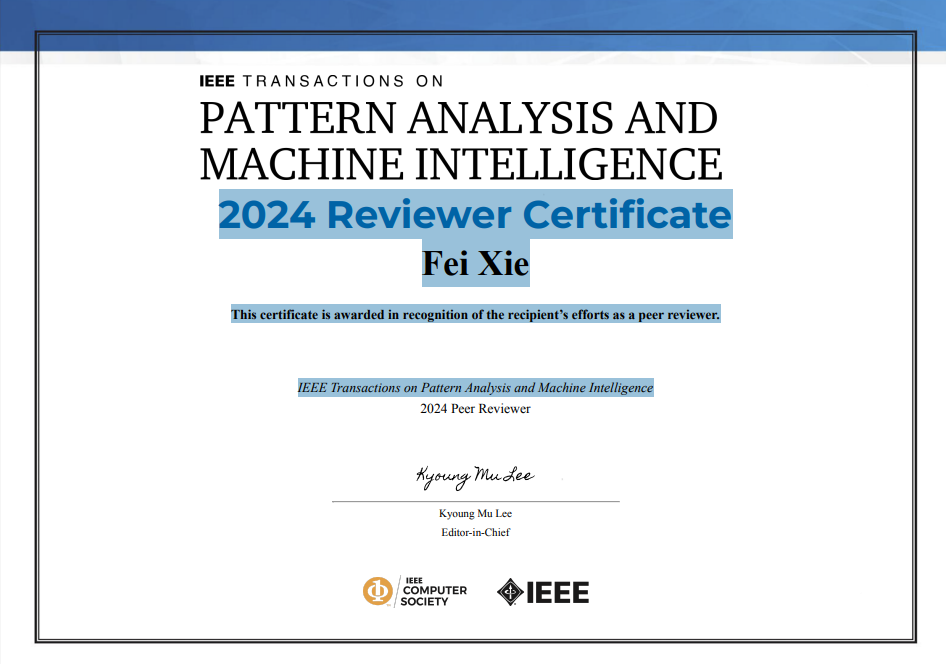 IEEE TRANSACTIONS ON
PATTERN ANALYSIS AND
MACHINE INTELLIGENCE
2024 Reviewer Certificate
Fei Xie
This certificate is awarded in recognition of the recipient’s efforts as a peer reviewer.
IEEE Transactions on Pattern Analysis and Machine Intelligence
2024 Peer Reviewer
Kyoung Mu Lee
Kyoung Mu Lee
Editor-in-Chief
IEEE
COMPUTER
SOCIETY
IEEE